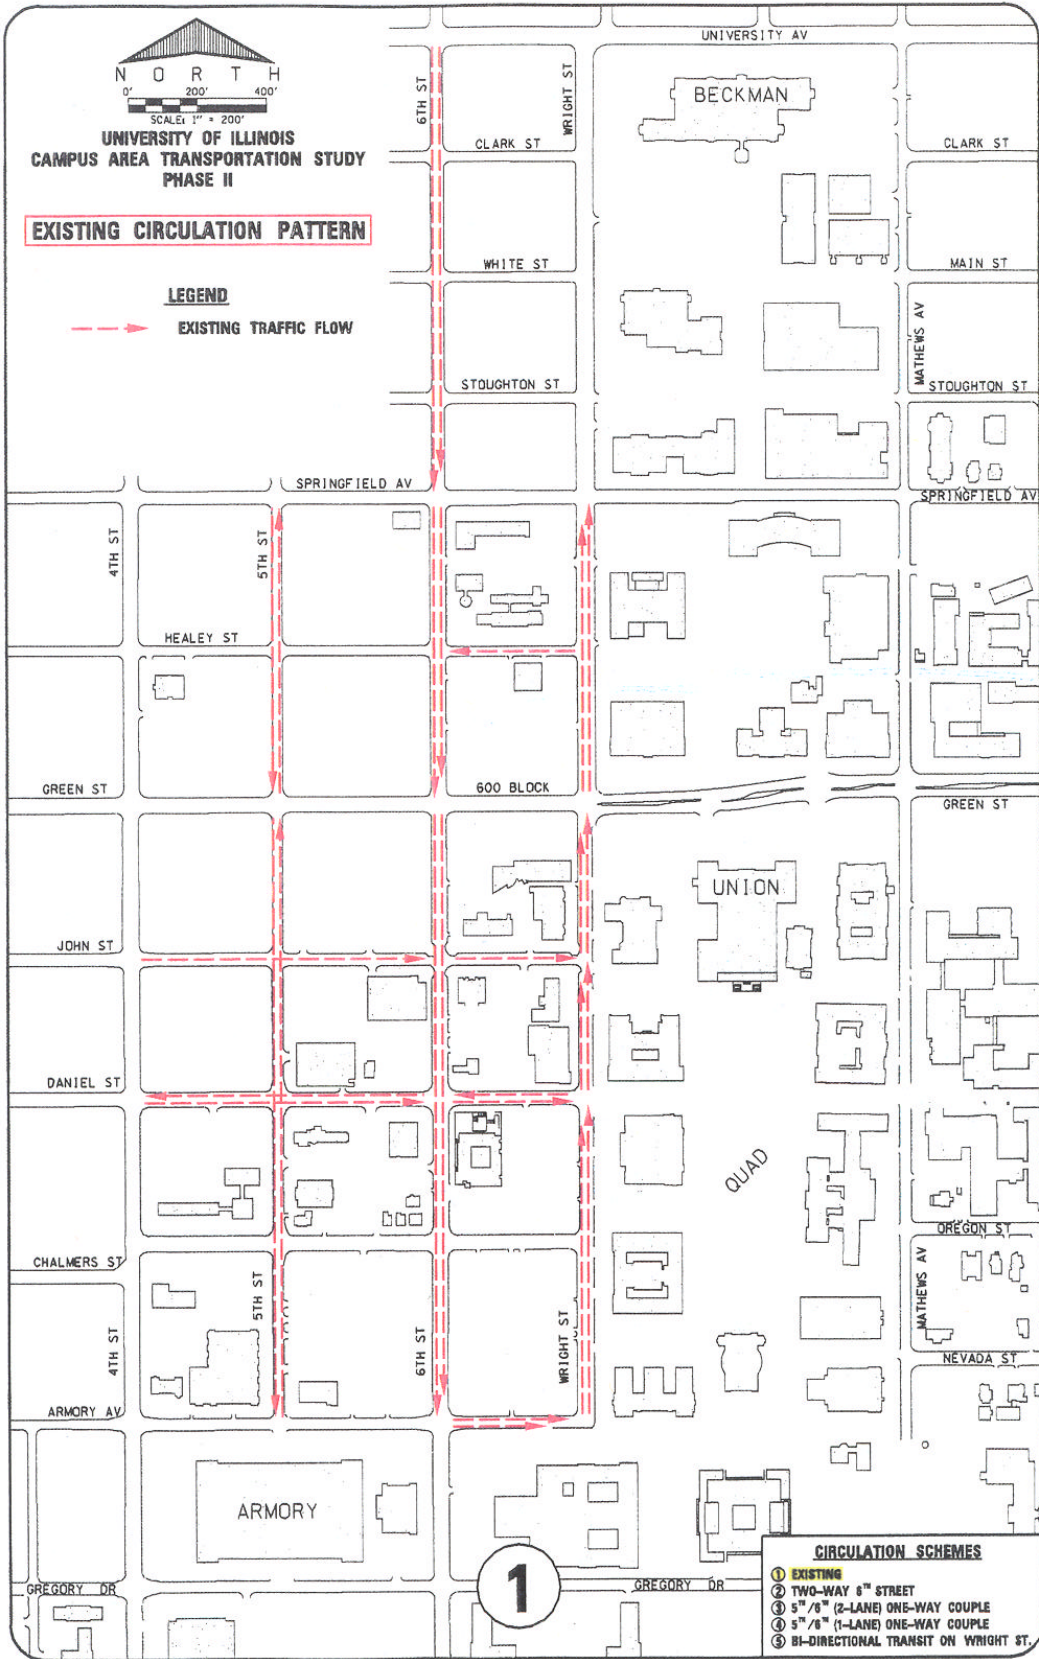 UNIVERSITY AV
6TH ST
WRIGHT ST
BECKMAN
NORTH
0' 200' 400'
SCALE: 1" = 200'
UNIVERSITY OF ILLINOIS
CAMPUS AREA TRANSPORTATION STUDY
PHASE II
CLARK ST
CLARK ST
EXISTING CIRCULATION PATTERN
WHITE ST
MAIN ST
LEGEND
EXISTING TRAFFIC FLOW
MATHEWS AV
STOUGHTON ST
STOUGHTON ST
SPRINGFIELD AV
SPRINGFIELD AV
4TH ST
5TH ST
HEALEY ST
GREEN ST
600 BLOCK
GREEN ST
UNION
JOHN ST
DANIEL ST
QUAD
OREGON ST
CHALMERS ST
4TH ST
5TH ST
6TH ST
WRIGHT ST
MATHEWS AV
NEVADA ST
ARMORY AV
ARMORY
1
GREGORY DR
GREGORY DR
CIRCULATION SCHEMES
① EXISTING
② TWO-WAY 6TH STREET
③ 5TH/6TH (2-LANE) ONE-WAY COUPLE
④ 5TH/6TH (1-LANE) ONE-WAY COUPLE
⑤ BI-DIRECTIONAL TRANSIT ON WRIGHT ST.